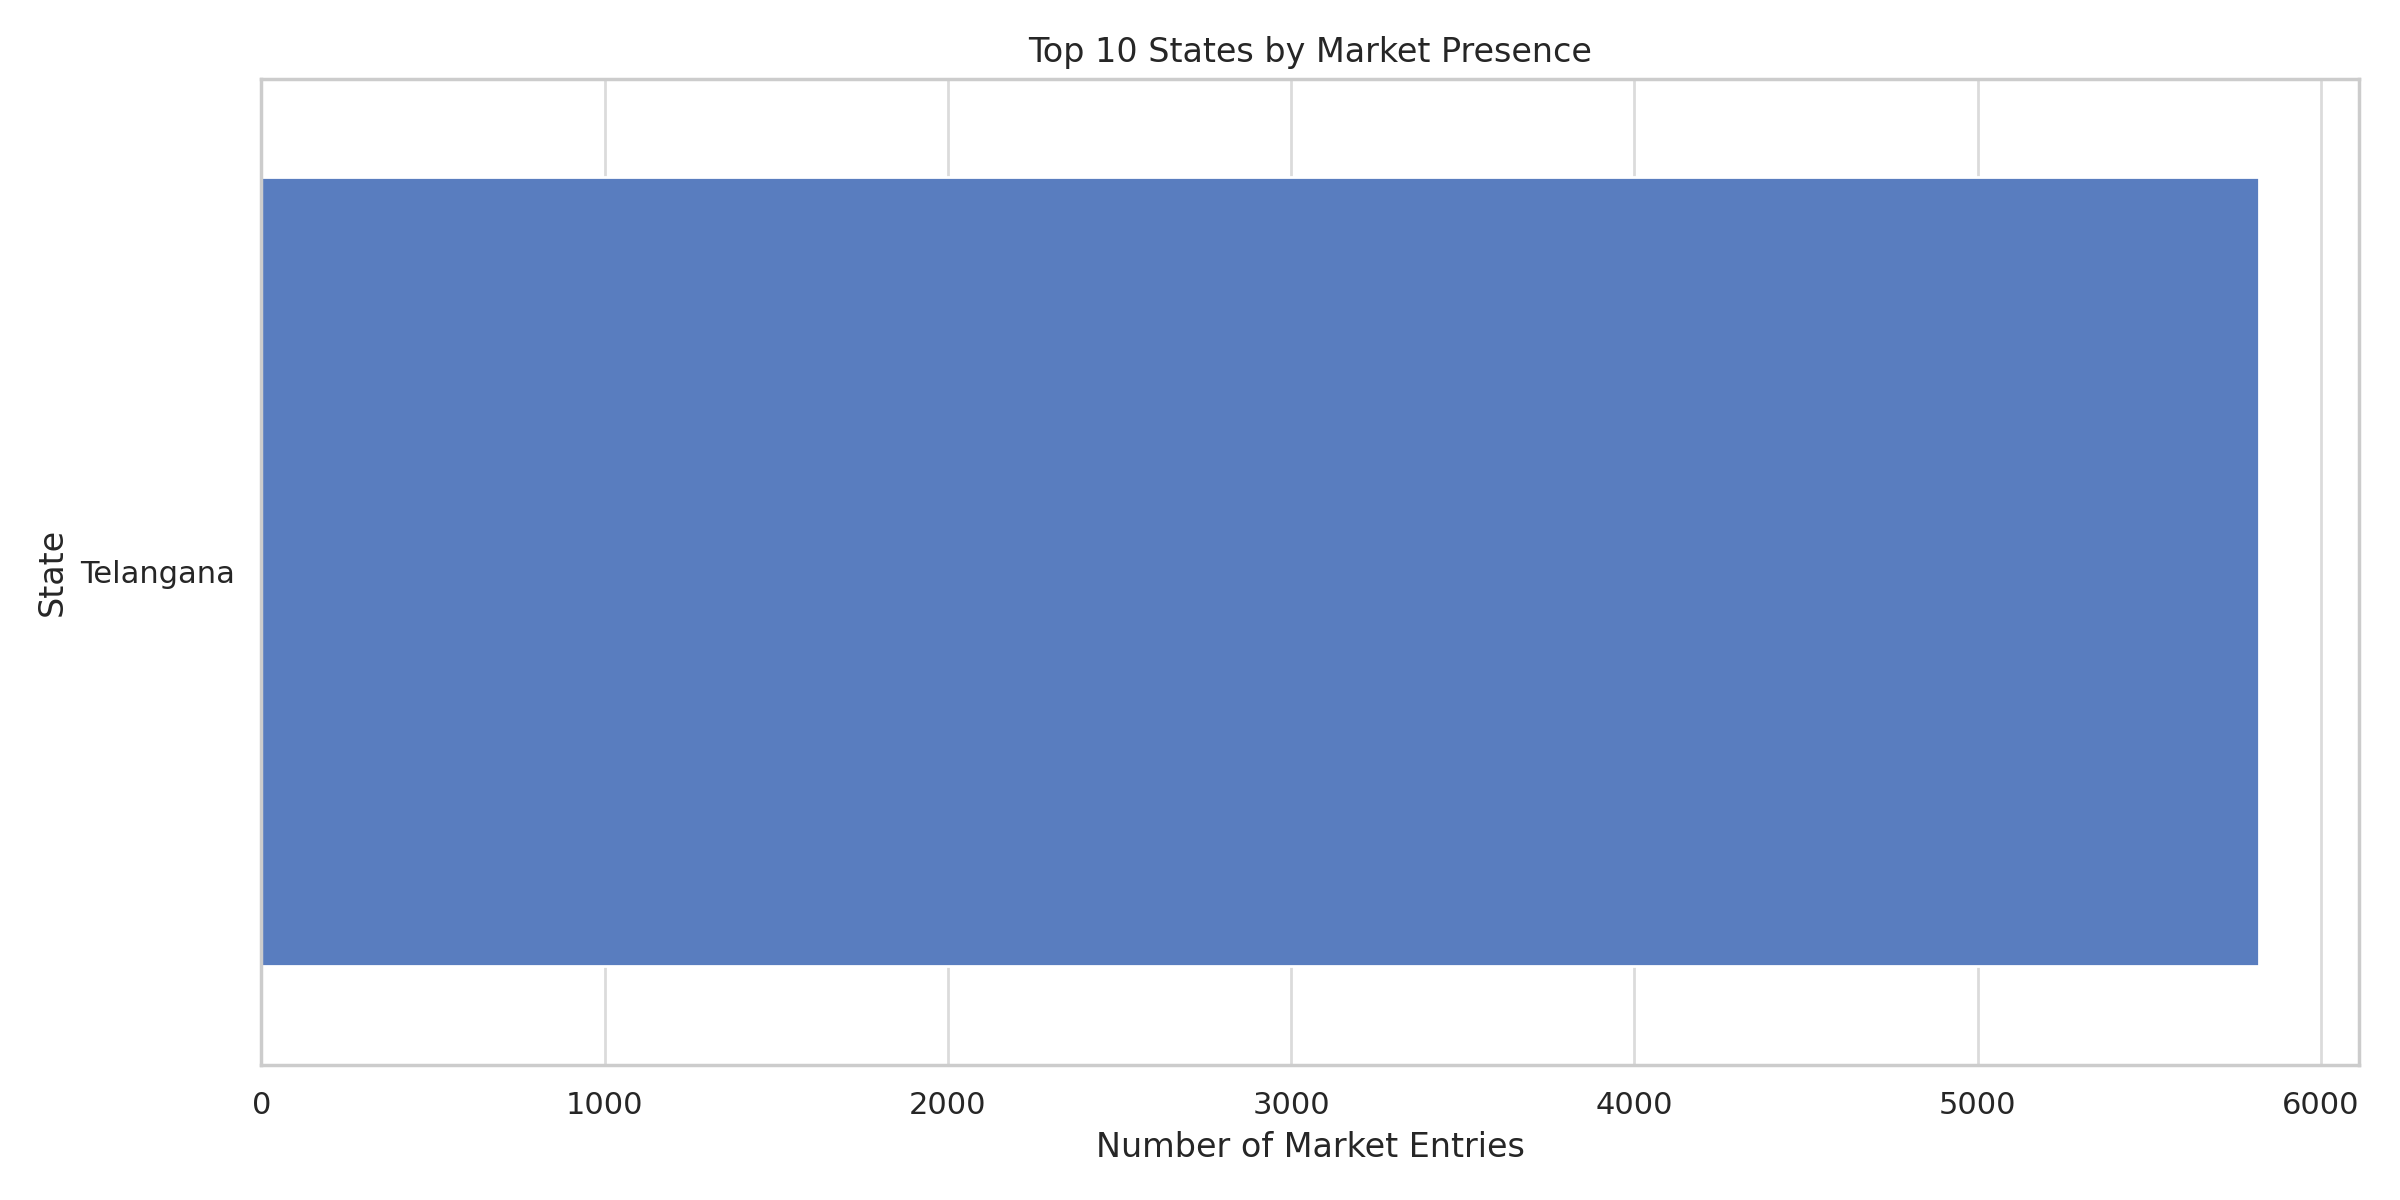 Top 10 States by Market Presence
State
Telangana
0 1000 2000 3000 4000 5000 6000
Number of Market Entries